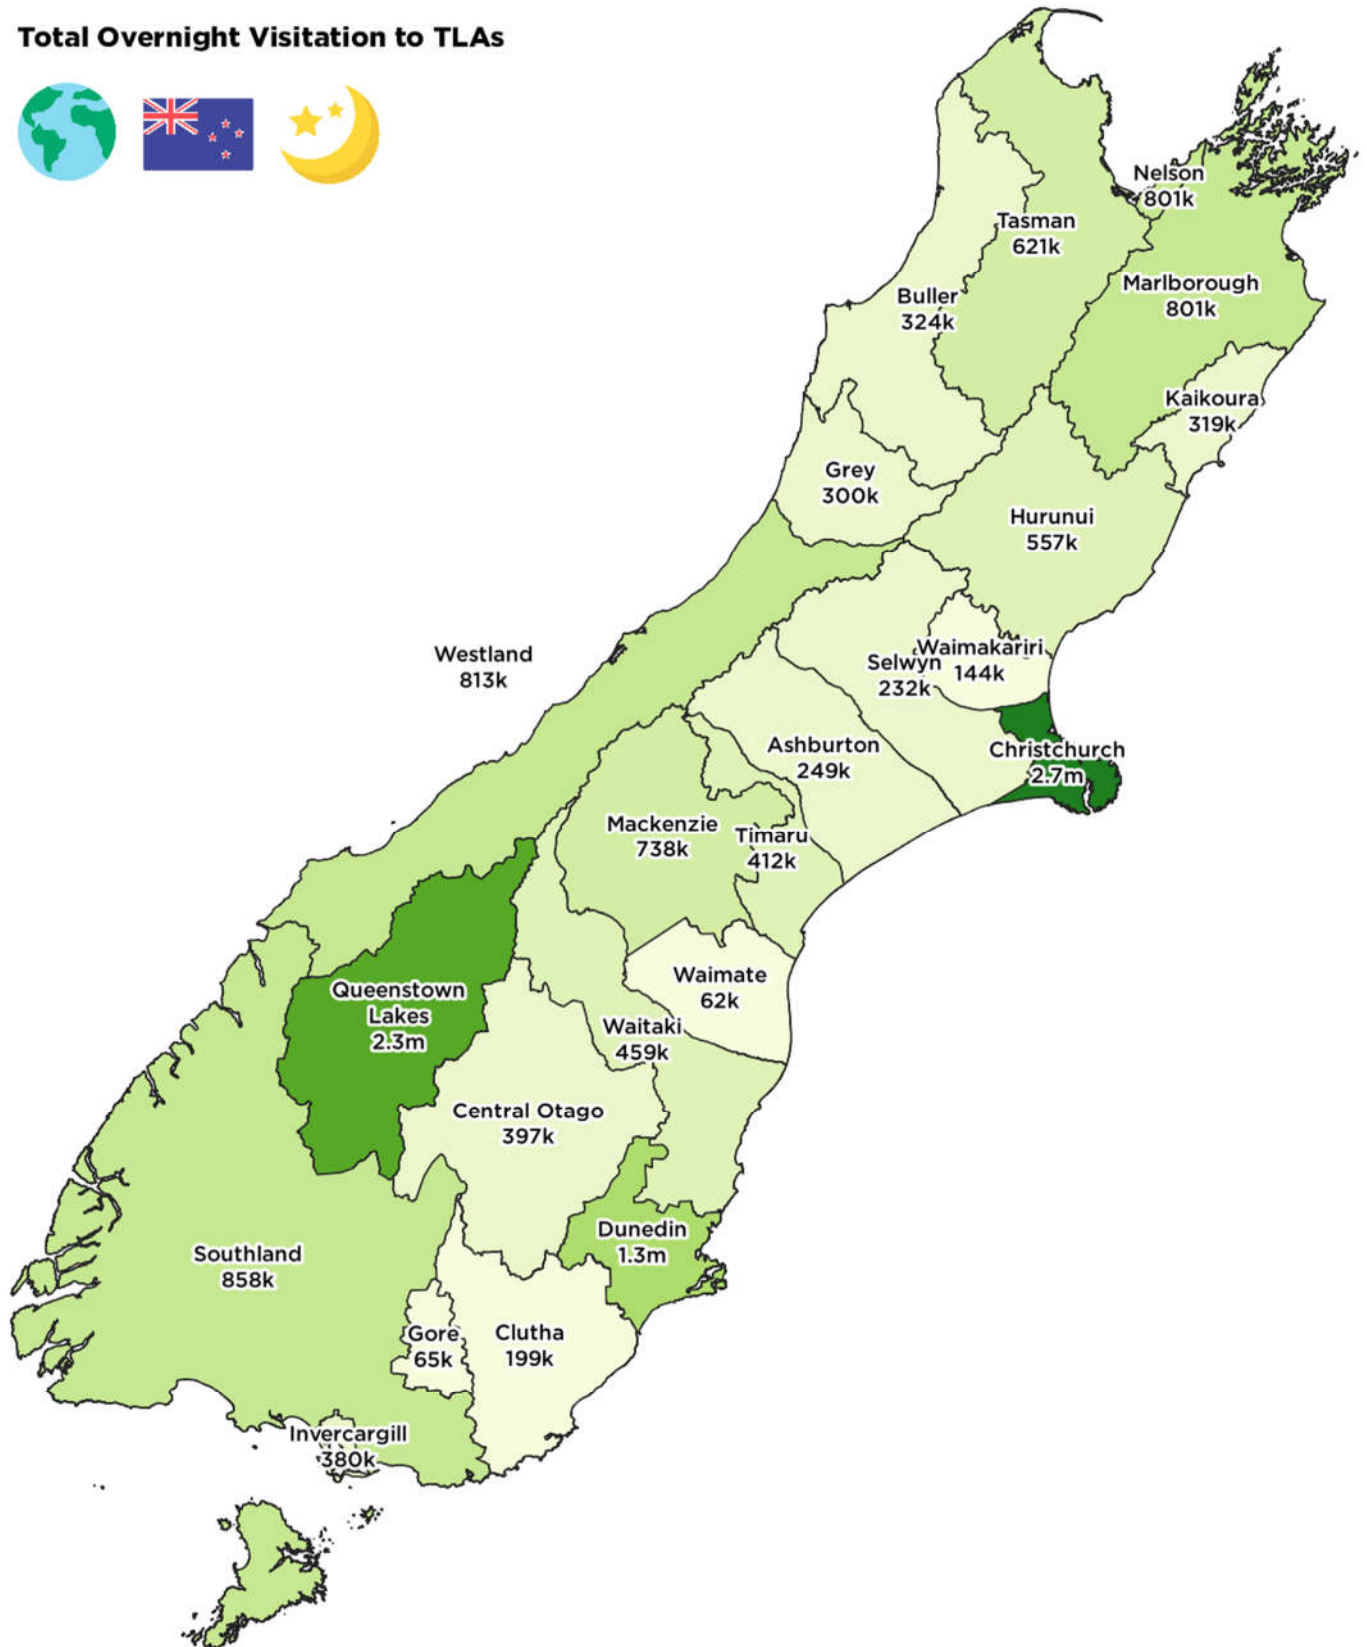 Total Overnight Visitation to TLAs
Nelson
801k
Tasman
621k
Marlborough
801k
Buller
324k
Kaikoura
319k
Grey
300k
Hurunui
557k
Westland
813k
Waimakariri
144k
Selwyn
232k
Ashburton
249k
Christchurch
2.7m
Mackenzie
738k
Timaru
412k
Waimate
62k
Queenstown
Lakes
2.3m
Waitaki
459k
Central Otago
397k
Dunedin
1.3m
Southland
858k
Gore
65k
Clutha
199k
Invercargill
380k